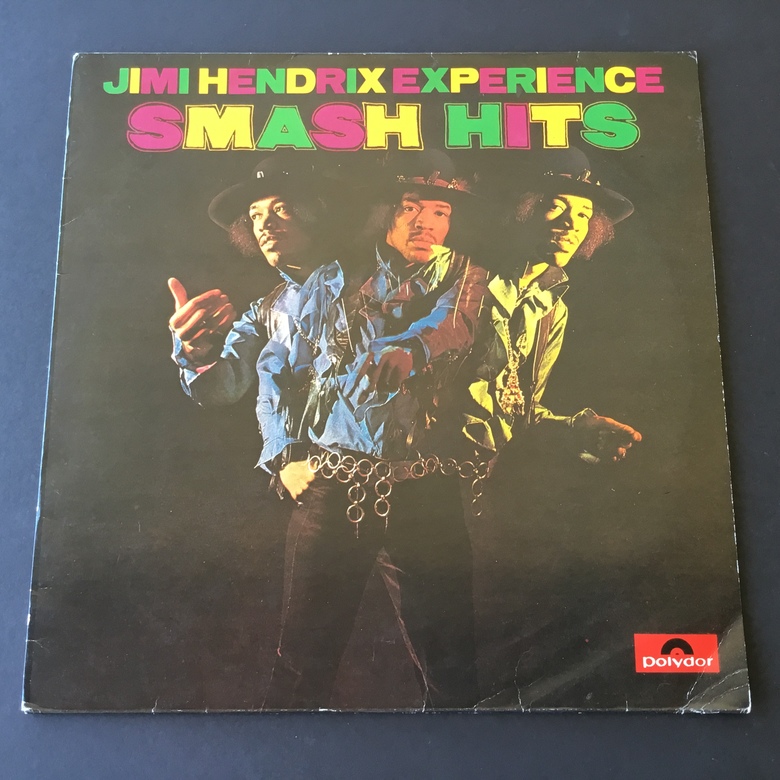 JIMI HENDRIX EXPERIENCE
SMASH HITS
polydor